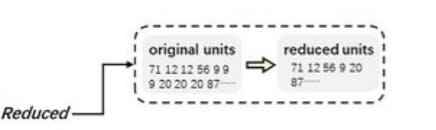 original units
71 12 12 56 9 9
9 20 20 20 87······
reduced units
71 12 56 9 20
87······
Reduced